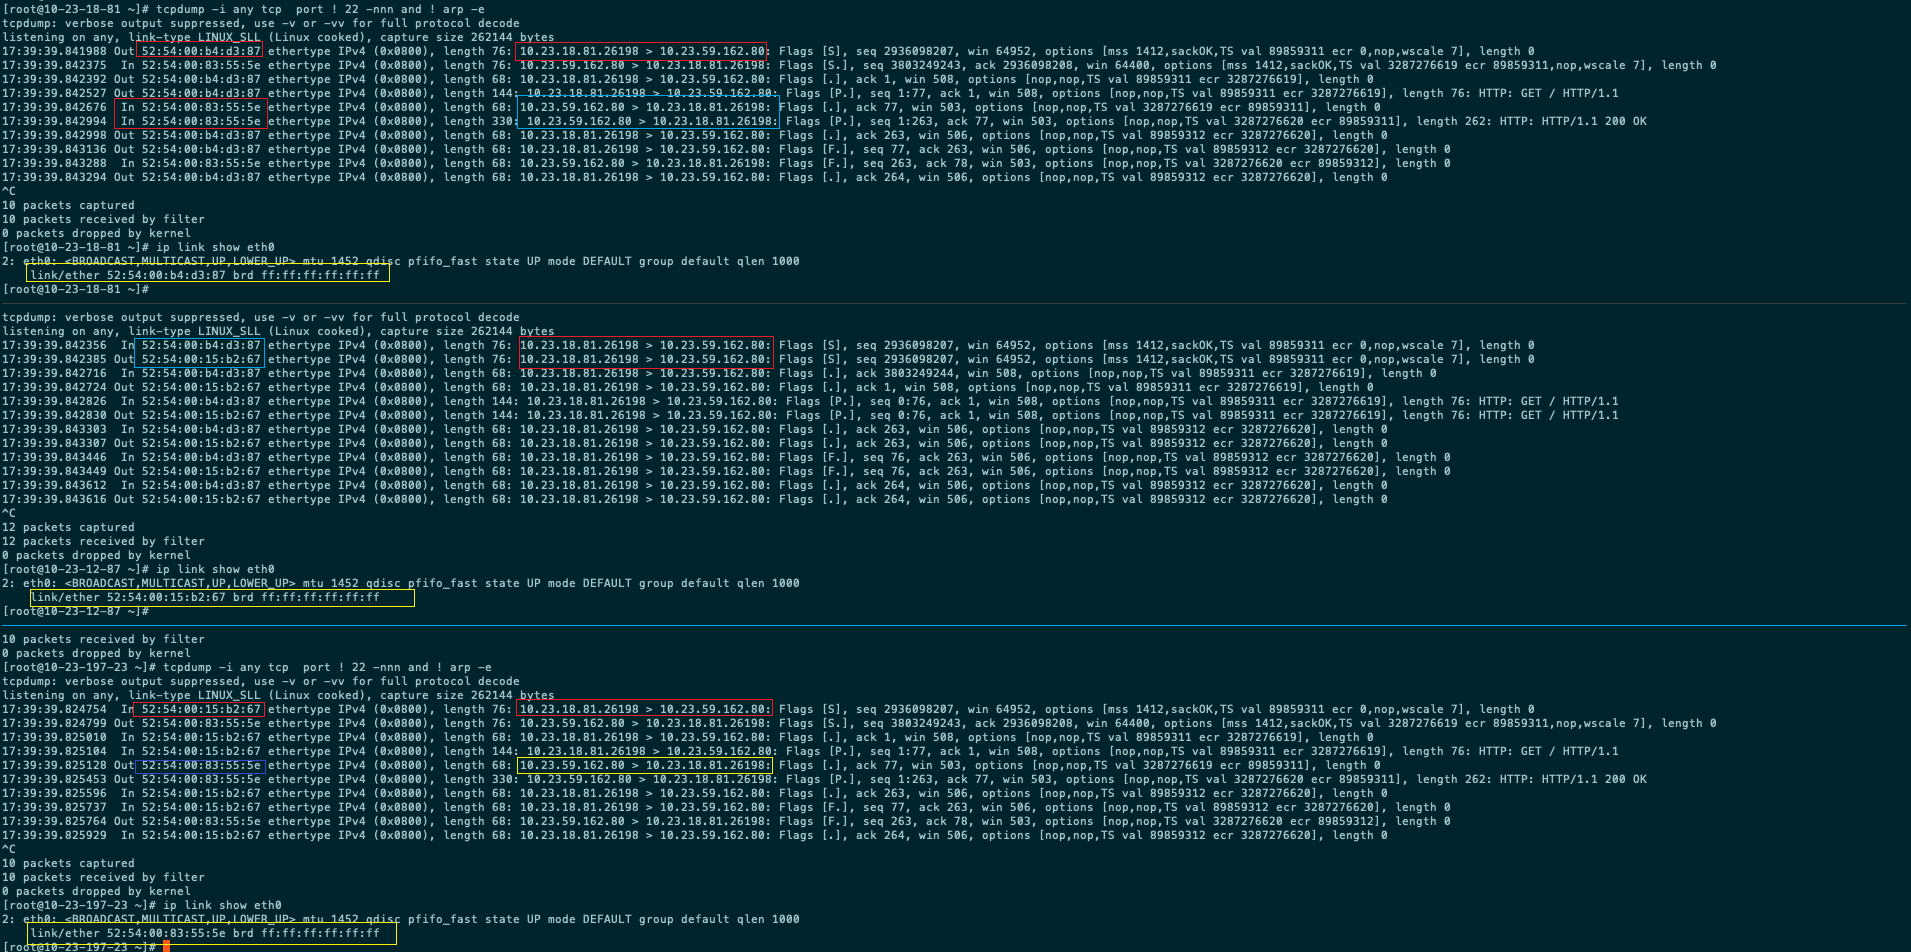 [root@10-23-18-81 ~]# tcpdump -i any tcp  port ! 22 -nnn and ! arp -e
tcpdump: verbose output suppressed, use -v or -vv for full protocol decode
listening on any, link-type LINUX_SLL (Linux cooked), capture size 262144 bytes
17:39:39.841988 Out 52:54:00:b4:d3:87 ethertype IPv4 (0x0800), length 76: 10.23.18.81.26198 > 10.23.59.162.80: Flags [S], seq 2936098207, win 64952, options [mss 1412,sackOK,TS val 89859311 ecr 0,nop,wscale 7], length 0
17:39:39.842375  In 52:54:00:83:55:5e ethertype IPv4 (0x0800), length 76: 10.23.59.162.80 > 10.23.18.81.26198: Flags [S.], seq 3803249243, ack 2936098208, win 64400, options [mss 1412,sackOK,TS val 3287276619 ecr 89859311,nop,wscale 7], length 0
17:39:39.842392 Out 52:54:00:b4:d3:87 ethertype IPv4 (0x0800), length 68: 10.23.18.81.26198 > 10.23.59.162.80: Flags [.], ack 1, win 508, options [nop,nop,TS val 89859311 ecr 3287276619], length 0
17:39:39.842527 Out 52:54:00:b4:d3:87 ethertype IPv4 (0x0800), length 144: 10.23.18.81.26198 > 10.23.59.162.80: Flags [P.], seq 1:77, ack 1, win 508, options [nop,nop,TS val 89859311 ecr 3287276619], length 76: HTTP: GET / HTTP/1.1
17:39:39.842676  In 52:54:00:83:55:5e ethertype IPv4 (0x0800), length 68: 10.23.59.162.80 > 10.23.18.81.26198: Flags [.], ack 77, win 503, options [nop,nop,TS val 3287276619 ecr 89859311], length 0
17:39:39.842994  In 52:54:00:83:55:5e ethertype IPv4 (0x0800), length 330: 10.23.59.162.80 > 10.23.18.81.26198: Flags [P.], seq 1:263, ack 77, win 503, options [nop,nop,TS val 3287276620 ecr 89859311], length 262: HTTP: HTTP/1.1 200 OK
17:39:39.842998 Out 52:54:00:b4:d3:87 ethertype IPv4 (0x0800), length 68: 10.23.18.81.26198 > 10.23.59.162.80: Flags [.], ack 263, win 506, options [nop,nop,TS val 89859312 ecr 3287276620], length 0
17:39:39.843136 Out 52:54:00:b4:d3:87 ethertype IPv4 (0x0800), length 68: 10.23.18.81.26198 > 10.23.59.162.80: Flags [F.], seq 77, ack 263, win 506, options [nop,nop,TS val 89859312 ecr 3287276620], length 0
17:39:39.843288  In 52:54:00:83:55:5e ethertype IPv4 (0x0800), length 68: 10.23.59.162.80 > 10.23.18.81.26198: Flags [F.], seq 263, ack 78, win 503, options [nop,nop,TS val 3287276620 ecr 89859312], length 0
17:39:39.843294 Out 52:54:00:b4:d3:87 ethertype IPv4 (0x0800), length 68: 10.23.18.81.26198 > 10.23.59.162.80: Flags [.], ack 264, win 506, options [nop,nop,TS val 89859312 ecr 3287276620], length 0
^C
10 packets captured
10 packets received by filter
0 packets dropped by kernel
[root@10-23-18-81 ~]# ip link show eth0
2: eth0: <BROADCAST,MULTICAST,UP,LOWER_UP> mtu 1452 qdisc pfifo_fast state UP mode DEFAULT group default qlen 1000
    link/ether 52:54:00:b4:d3:87 brd ff:ff:ff:ff:ff:ff
[root@10-23-18-81 ~]#
tcpdump: verbose output suppressed, use -v or -vv for full protocol decode
listening on any, link-type LINUX_SLL (Linux cooked), capture size 262144 bytes
17:39:39.842356  In 52:54:00:b4:d3:87 ethertype IPv4 (0x0800), length 76: 10.23.18.81.26198 > 10.23.59.162.80: Flags [S], seq 2936098207, win 64952, options [mss 1412,sackOK,TS val 89859311 ecr 0,nop,wscale 7], length 0
17:39:39.842385 Out 52:54:00:15:b2:67 ethertype IPv4 (0x0800), length 76: 10.23.18.81.26198 > 10.23.59.162.80: Flags [S], seq 2936098207, win 64952, options [mss 1412,sackOK,TS val 89859311 ecr 0,nop,wscale 7], length 0
17:39:39.842716  In 52:54:00:b4:d3:87 ethertype IPv4 (0x0800), length 68: 10.23.18.81.26198 > 10.23.59.162.80: Flags [.], ack 3803249244, win 508, options [nop,nop,TS val 89859311 ecr 3287276619], length 0
17:39:39.842724 Out 52:54:00:15:b2:67 ethertype IPv4 (0x0800), length 68: 10.23.18.81.26198 > 10.23.59.162.80: Flags [.], ack 1, win 508, options [nop,nop,TS val 89859311 ecr 3287276619], length 0
17:39:39.842826  In 52:54:00:b4:d3:87 ethertype IPv4 (0x0800), length 144: 10.23.18.81.26198 > 10.23.59.162.80: Flags [P.], seq 0:76, ack 1, win 508, options [nop,nop,TS val 89859311 ecr 3287276619], length 76: HTTP: GET / HTTP/1.1
17:39:39.842830 Out 52:54:00:15:b2:67 ethertype IPv4 (0x0800), length 144: 10.23.18.81.26198 > 10.23.59.162.80: Flags [P.], seq 0:76, ack 1, win 508, options [nop,nop,TS val 89859311 ecr 3287276619], length 76: HTTP: GET / HTTP/1.1
17:39:39.843303  In 52:54:00:b4:d3:87 ethertype IPv4 (0x0800), length 68: 10.23.18.81.26198 > 10.23.59.162.80: Flags [.], ack 263, win 506, options [nop,nop,TS val 89859312 ecr 3287276620], length 0
17:39:39.843307 Out 52:54:00:15:b2:67 ethertype IPv4 (0x0800), length 68: 10.23.18.81.26198 > 10.23.59.162.80: Flags [.], ack 263, win 506, options [nop,nop,TS val 89859312 ecr 3287276620], length 0
17:39:39.843446  In 52:54:00:b4:d3:87 ethertype IPv4 (0x0800), length 68: 10.23.18.81.26198 > 10.23.59.162.80: Flags [F.], seq 76, ack 263, win 506, options [nop,nop,TS val 89859312 ecr 3287276620], length 0
17:39:39.843449 Out 52:54:00:15:b2:67 ethertype IPv4 (0x0800), length 68: 10.23.18.81.26198 > 10.23.59.162.80: Flags [F.], seq 76, ack 263, win 506, options [nop,nop,TS val 89859312 ecr 3287276620], length 0
17:39:39.843612  In 52:54:00:b4:d3:87 ethertype IPv4 (0x0800), length 68: 10.23.18.81.26198 > 10.23.59.162.80: Flags [.], ack 264, win 506, options [nop,nop,TS val 89859312 ecr 3287276620], length 0
17:39:39.843616 Out 52:54:00:15:b2:67 ethertype IPv4 (0x0800), length 68: 10.23.18.81.26198 > 10.23.59.162.80: Flags [.], ack 264, win 506, options [nop,nop,TS val 89859312 ecr 3287276620], length 0
^C
12 packets captured
12 packets received by filter
0 packets dropped by kernel
[root@10-23-12-87 ~]# ip link show eth0
2: eth0: <BROADCAST,MULTICAST,UP,LOWER_UP> mtu 1452 qdisc pfifo_fast state UP mode DEFAULT group default qlen 1000
    link/ether 52:54:00:15:b2:67 brd ff:ff:ff:ff:ff:ff
[root@10-23-12-87 ~]#
10 packets received by filter
0 packets dropped by kernel
[root@10-23-197-23 ~]# tcpdump -i any tcp  port ! 22 -nnn and ! arp -e
tcpdump: verbose output suppressed, use -v or -vv for full protocol decode
listening on any, link-type LINUX_SLL (Linux cooked), capture size 262144 bytes
17:39:39.824754  In 52:54:00:15:b2:67 ethertype IPv4 (0x0800), length 76: 10.23.18.81.26198 > 10.23.59.162.80: Flags [S], seq 2936098207, win 64952, options [mss 1412,sackOK,TS val 89859311 ecr 0,nop,wscale 7], length 0
17:39:39.824799 Out 52:54:00:83:55:5e ethertype IPv4 (0x0800), length 76: 10.23.59.162.80 > 10.23.18.81.26198: Flags [S.], seq 3803249243, ack 2936098208, win 64400, options [mss 1412,sackOK,TS val 3287276619 ecr 89859311,nop,wscale 7], length 0
17:39:39.825010  In 52:54:00:15:b2:67 ethertype IPv4 (0x0800), length 68: 10.23.18.81.26198 > 10.23.59.162.80: Flags [.], ack 1, win 508, options [nop,nop,TS val 89859311 ecr 3287276619], length 0
17:39:39.825104  In 52:54:00:15:b2:67 ethertype IPv4 (0x0800), length 144: 10.23.18.81.26198 > 10.23.59.162.80: Flags [P.], seq 1:77, ack 1, win 508, options [nop,nop,TS val 89859311 ecr 3287276619], length 76: HTTP: GET / HTTP/1.1
17:39:39.825128 Out 52:54:00:83:55:5e ethertype IPv4 (0x0800), length 68: 10.23.59.162.80 > 10.23.18.81.26198: Flags [.], ack 77, win 503, options [nop,nop,TS val 3287276619 ecr 89859311], length 0
17:39:39.825453 Out 52:54:00:83:55:5e ethertype IPv4 (0x0800), length 330: 10.23.59.162.80 > 10.23.18.81.26198: Flags [P.], seq 1:263, ack 77, win 503, options [nop,nop,TS val 3287276620 ecr 89859311], length 262: HTTP: HTTP/1.1 200 OK
17:39:39.825596  In 52:54:00:15:b2:67 ethertype IPv4 (0x0800), length 68: 10.23.18.81.26198 > 10.23.59.162.80: Flags [.], ack 263, win 506, options [nop,nop,TS val 89859312 ecr 3287276620], length 0
17:39:39.825737  In 52:54:00:15:b2:67 ethertype IPv4 (0x0800), length 68: 10.23.18.81.26198 > 10.23.59.162.80: Flags [F.], seq 77, ack 263, win 506, options [nop,nop,TS val 89859312 ecr 3287276620], length 0
17:39:39.825764 Out 52:54:00:83:55:5e ethertype IPv4 (0x0800), length 68: 10.23.59.162.80 > 10.23.18.81.26198: Flags [F.], seq 263, ack 78, win 503, options [nop,nop,TS val 3287276620 ecr 89859312], length 0
17:39:39.825929  In 52:54:00:15:b2:67 ethertype IPv4 (0x0800), length 68: 10.23.18.81.26198 > 10.23.59.162.80: Flags [.], ack 264, win 506, options [nop,nop,TS val 89859312 ecr 3287276620], length 0
^C
10 packets captured
10 packets received by filter
0 packets dropped by kernel
[root@10-23-197-23 ~]# ip link show eth0
2: eth0: <BROADCAST,MULTICAST,UP,LOWER_UP> mtu 1452 qdisc pfifo_fast state UP mode DEFAULT group default qlen 1000
    link/ether 52:54:00:83:55:5e brd ff:ff:ff:ff:ff:ff
[root@10-23-197-23 ~]#